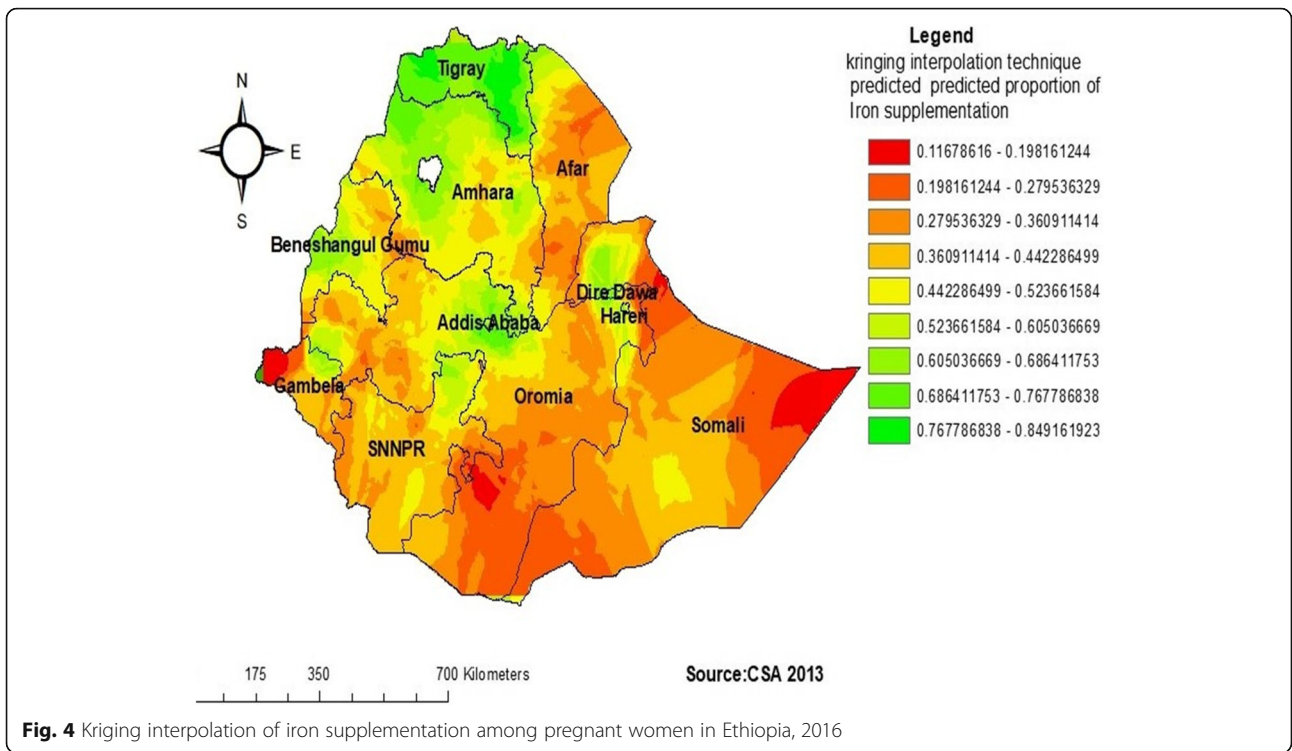 Legend
kringing interpolation technique
predicted predicted proportion of
Iron supplementation
0.11678616 - 0.198161244
0.198161244 - 0.279536329
0.279536329 - 0.360911414
0.360911414 - 0.442286499
0.442286499 - 0.523661584
0.523661584 - 0.605036669
0.605036669 - 0.686411753
0.686411753 - 0.767786838
0.767786838 - 0.849161923
N
E
S
Tigray
Afar
Amhara
Beneshangul Gumu
Dire Dawa
Hareri
Addis Ababa
Gambela
Oromia
Somali
SNNPR
175 350 700 Kilometers
Source:CSA 2013
Fig. 4 Kriging interpolation of iron supplementation among pregnant women in Ethiopia, 2016